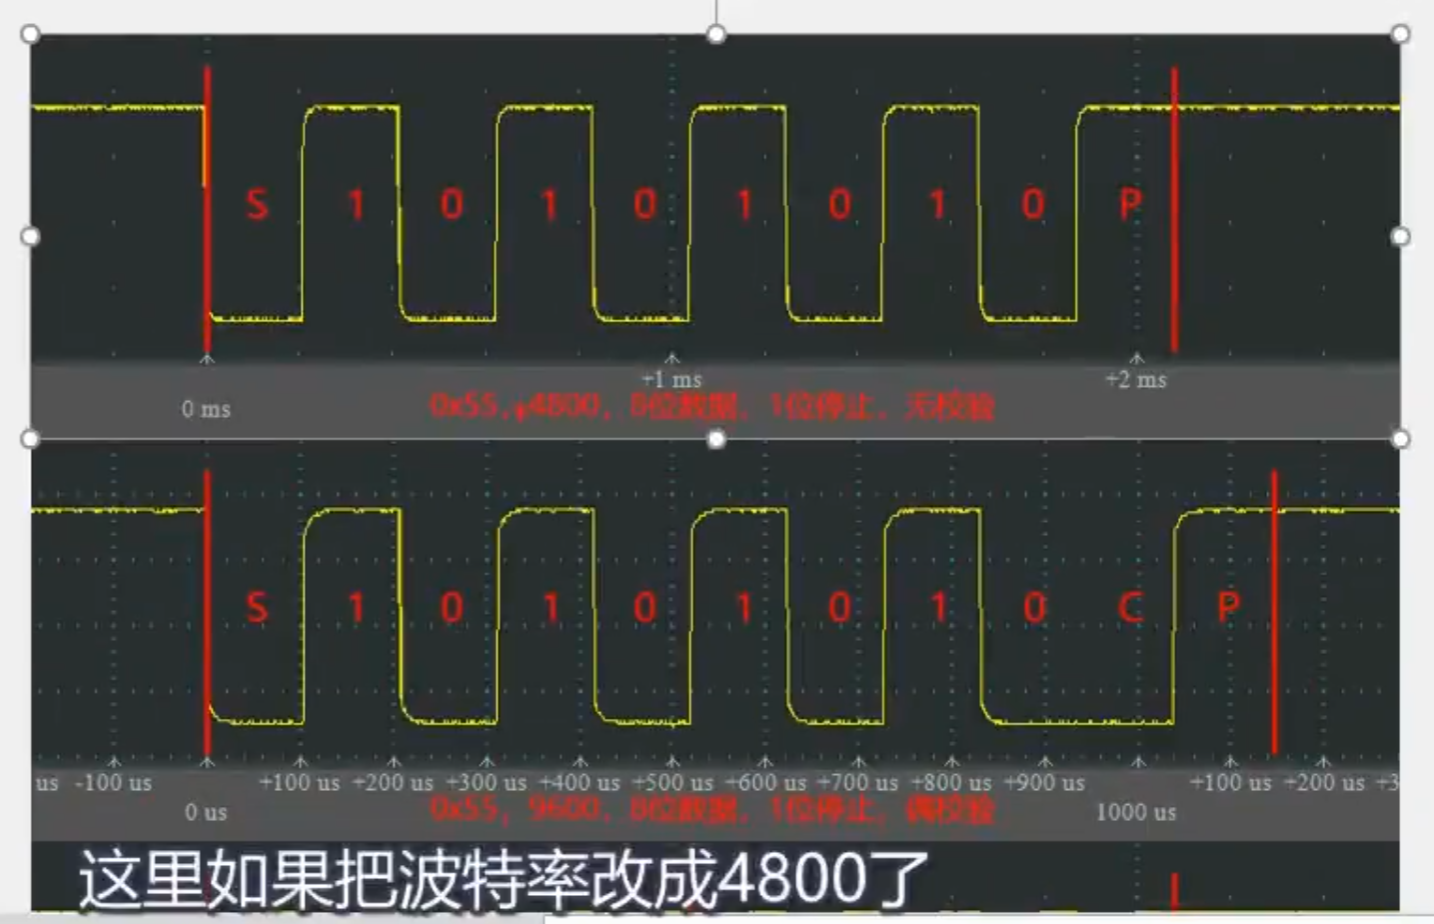 S 1 0 1 0 1 0 1 0 P
+1 ms +2 ms
0 ms
0x55, 4800, 8位数据, 1位停止, 无校验
S 1 0 1 0 1 0 1 0 C P
us -100 us +100 us +200 us +300 us +400 us +500 us +600 us +700 us +800 us +900 us +100 us +200 us +3
0 us 1000 us
0x55, 9600, 8位数据, 1位停止, 偶校验
这里如果把波特率改成4800了